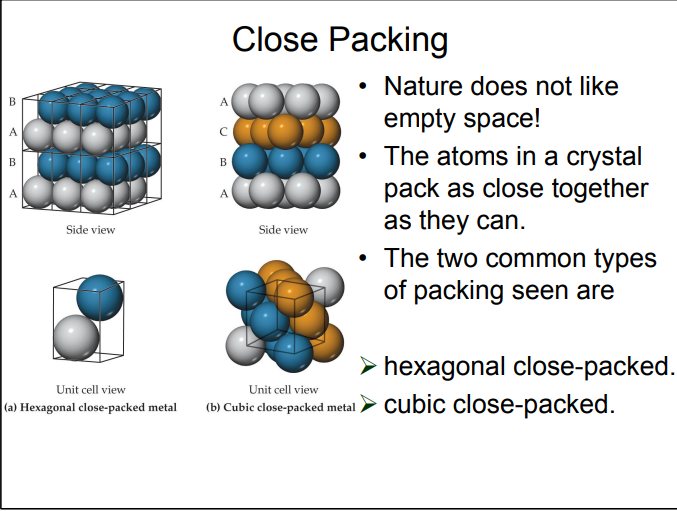 Close Packing
B
A
B
A
Side view
A
C
B
A
Side view
Unit cell view
(a) Hexagonal close-packed metal
Unit cell view
(b) Cubic close-packed metal
• Nature does not like
empty space!
• The atoms in a crystal
pack as close together
as they can.
• The two common types
of packing seen are
➢ hexagonal close-packed.
➢ cubic close-packed.